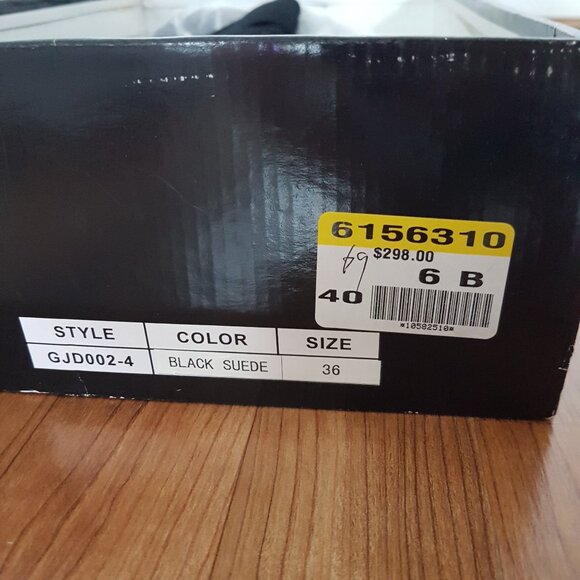 6156310
$298.00
69
6 B
40
*10582510*
STYLE COLOR SIZE
GJD002-4 BLACK SUEDE 36